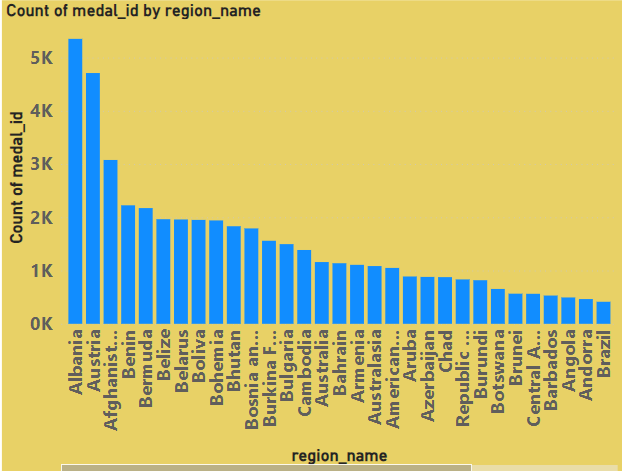 Count of medal_id by region_name
Count of medal_id
5K
4K
3K
2K
1K
0K
Albania
Austria
Afghanist...
Benin
Bermuda
Belize
Belarus
Boliva
Bohemia
Bhutan
Bosnia an...
Burkina F...
Bulgaria
Cambodia
Australia
Bahrain
Armenia
Australasia
American...
Aruba
Azerbaijan
Chad
Republic ...
Burundi
Botswana
Brunei
Central A...
Barbados
Angola
Andorra
Brazil
region_name